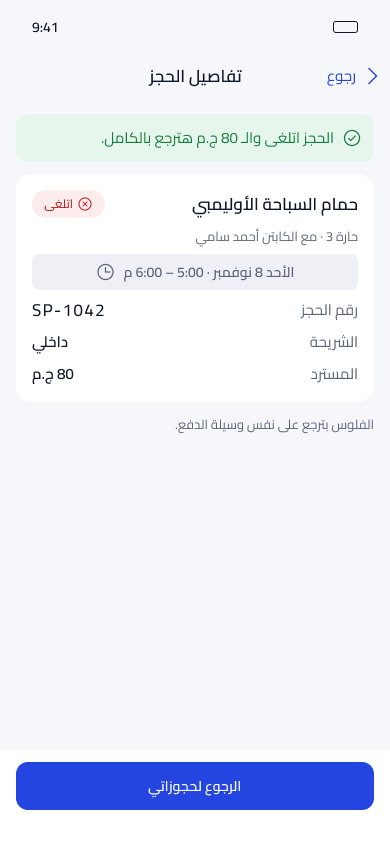 9:41
رجوع
تفاصيل الحجز
الحجز اتلغى والـ 80 ج.م هترجع بالكامل.
حمام السباحة الأوليمبي
اتلغى
حارة 3 · مع الكابتن أحمد سامي
الأحد 8 نوفمبر · 5:00 – 6:00 م
رقم الحجز SP-1042
الشريحة داخلي
المسترد 80 ج.م
الفلوس بترجع على نفس وسيلة الدفع.
الرجوع لحجوزاتي